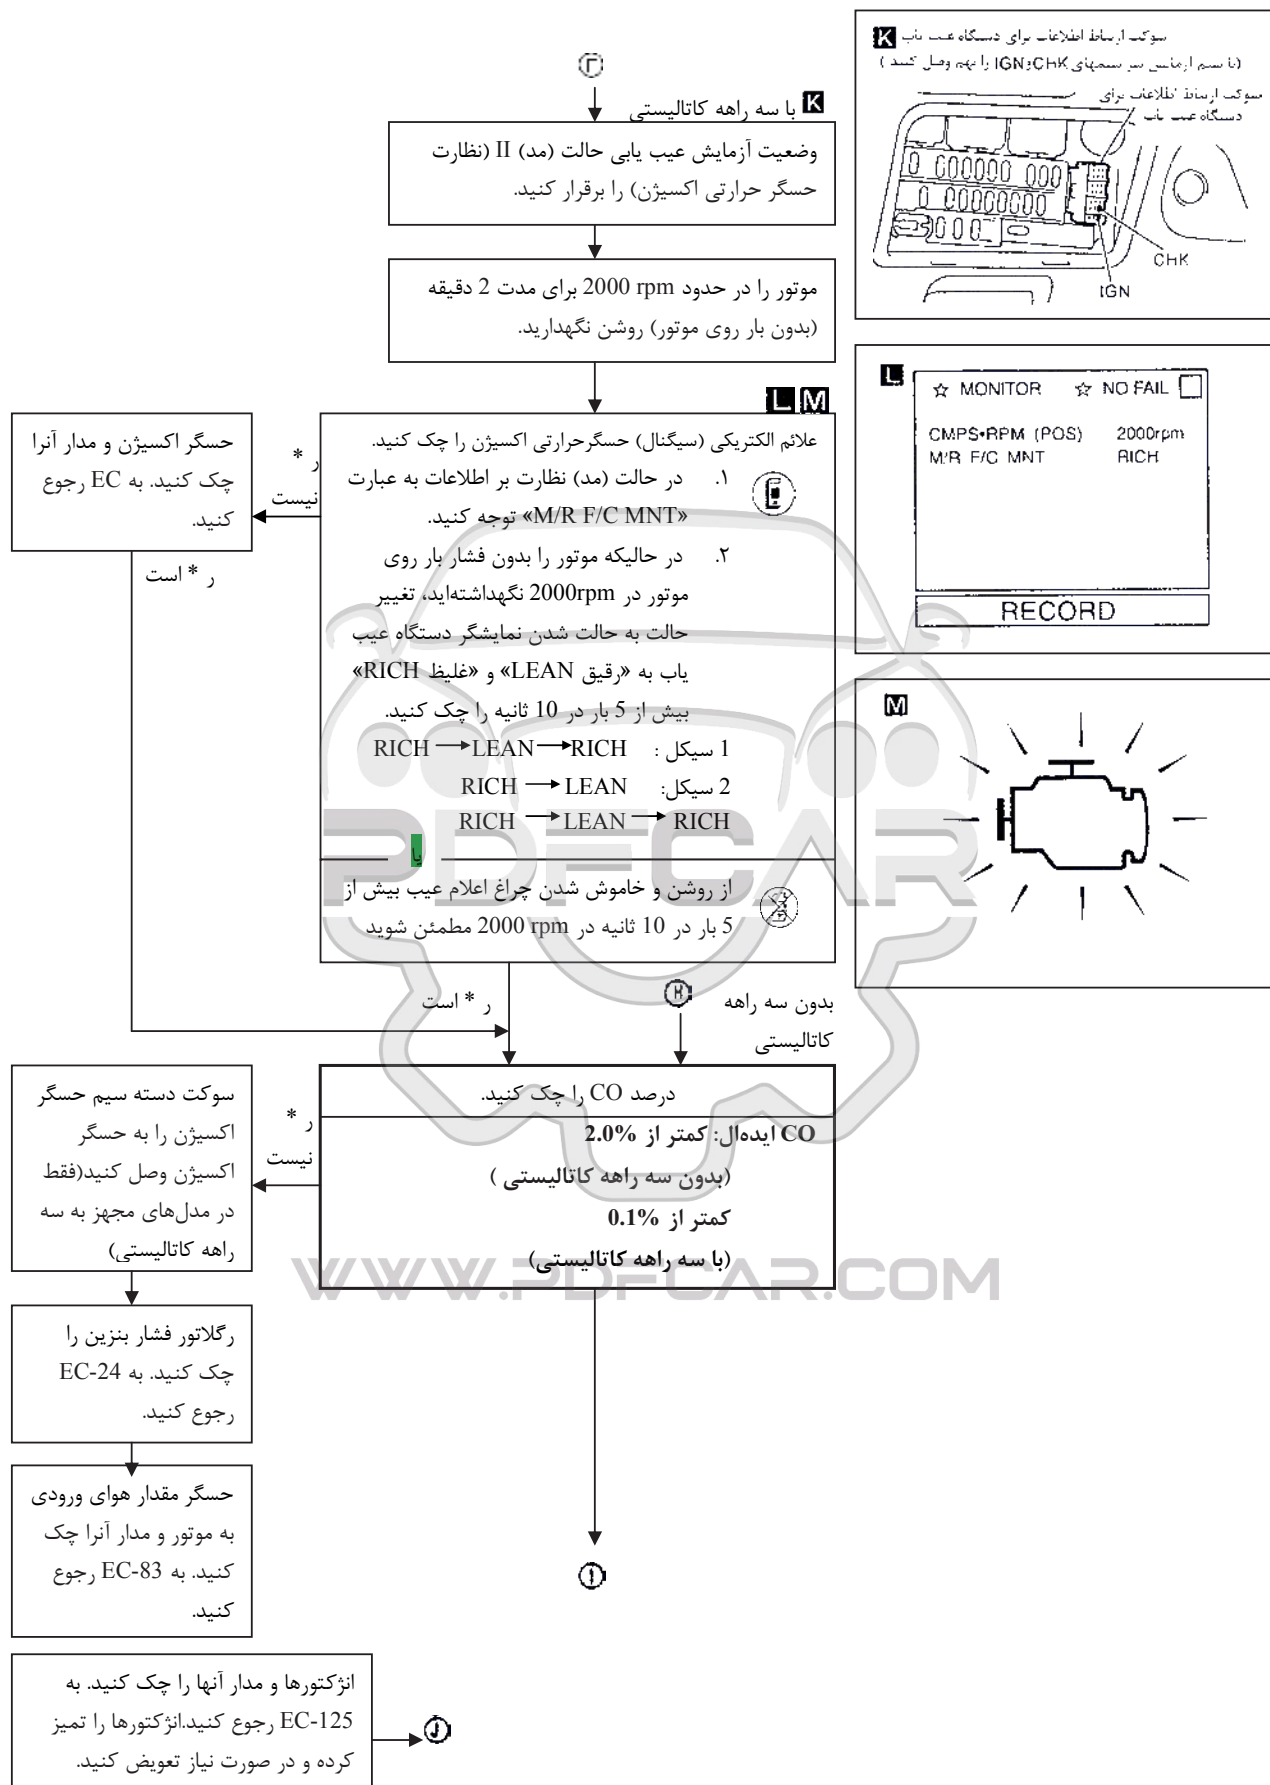 K سوکت ارتباط اطلاعات برای دستگاه عیب یاب
(با سیم آزمایش سر سیمهای CHK و IGN را بهم وصل کنید )
سوکت ارتباط اطلاعات برای
دستگاه عیب یاب
CHK
IGN
K با سه راهه کاتالیستی
وضعیت آزمایش عیب یابی حالت (مد) II (نظارت
حسگر حرارتی اکسیژن) را برقرار کنید.
موتور را در حدود 2000 rpm برای مدت 2 دقیقه
(بدون بار روی موتور) روشن نگهدارید.
L
☆ MONITOR ☆ NO FAIL
CMPS•RPM (POS) 2000rpm
M/R F/C MNT RICH
RECORD
L M
علائم الکتریکی (سیگنال) حسگرحرارتی اکسیژن را چک کنید.
۱. در حالت (مد) نظارت بر اطلاعات به عبارت
«M/R F/C MNT» توجه کنید.
۲. در حالیکه موتور را بدون فشار بار روی
موتور در 2000rpm نگهداشته‌اید، تغییر
حالت به حالت شدن نمایشگر دستگاه عیب
یاب به «رقیق LEAN» و «غلیظ RICH»
بیش از 5 بار در 10 ثانیه را چک کنید.
1 سیکل : RICH → LEAN → RICH
2 سیکل: RICH → LEAN
RICH → LEAN → RICH
یا
از روشن و خاموش شدن چراغ اعلام عیب بیش از
5 بار در 10 ثانیه در 2000 rpm مطمئن شوید
ر *
نیست
حسگر اکسیژن و مدار آنرا
چک کنید. به EC رجوع
کنید.
ر * است
M
ر * است
بدون سه راهه
کاتالیستی
درصد CO را چک کنید.
CO ایده‌ال: کمتر از 2.0%
(بدون سه راهه کاتالیستی )
کمتر از 0.1%
(با سه راهه کاتالیستی)
ر *
نیست
سوکت دسته سیم حسگر
اکسیژن را به حسگر
اکسیژن وصل کنید(فقط
در مدل‌های مجهز به سه
راهه کاتالیستی)
رگلاتور فشار بنزین را
چک کنید. به EC-24
رجوع کنید.
حسگر مقدار هوای ورودی
به موتور و مدار آنرا چک
کنید. به EC-83 رجوع
کنید.
انژکتورها و مدار آنها را چک کنید. به
EC-125 رجوع کنید.انژکتورها را تمیز
کرده و در صورت نیاز تعویض کنید.
J
PDFCAR
WWW.PDFCAR.COM